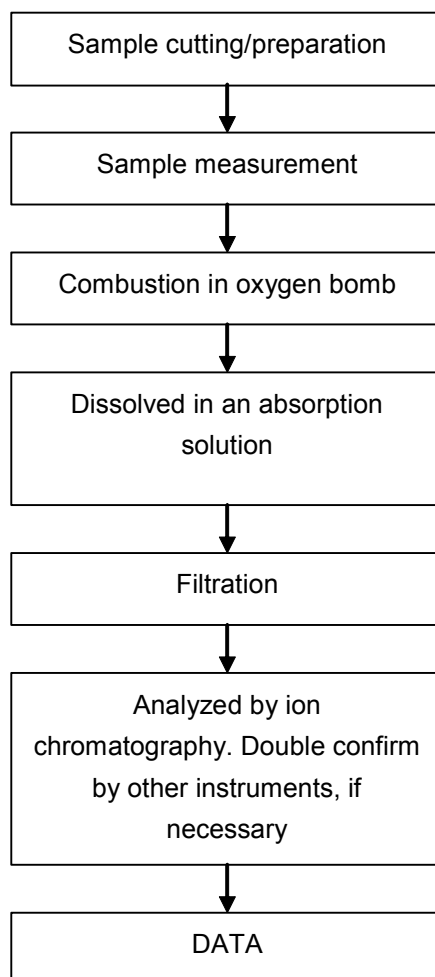 Sample cutting/preparation
Sample measurement
Combustion in oxygen bomb
Dissolved in an absorption
solution
Filtration
Analyzed by ion
chromatography. Double confirm
by other instruments, if
necessary
DATA